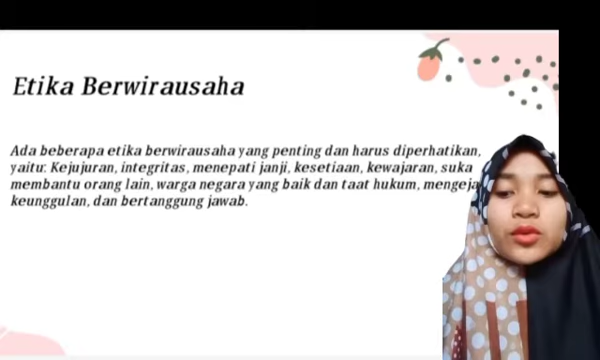 Etika Berwirausaha
Ada beberapa etika berwirausaha yang penting dan harus diperhatikan,
yaitu: Kejujuran, integritas, menepati janji, kesetiaan, kewajaran, suka
membantu orang lain, warga negara yang baik dan taat hukum, mengeja
keunggulan, dan bertanggung jawab.